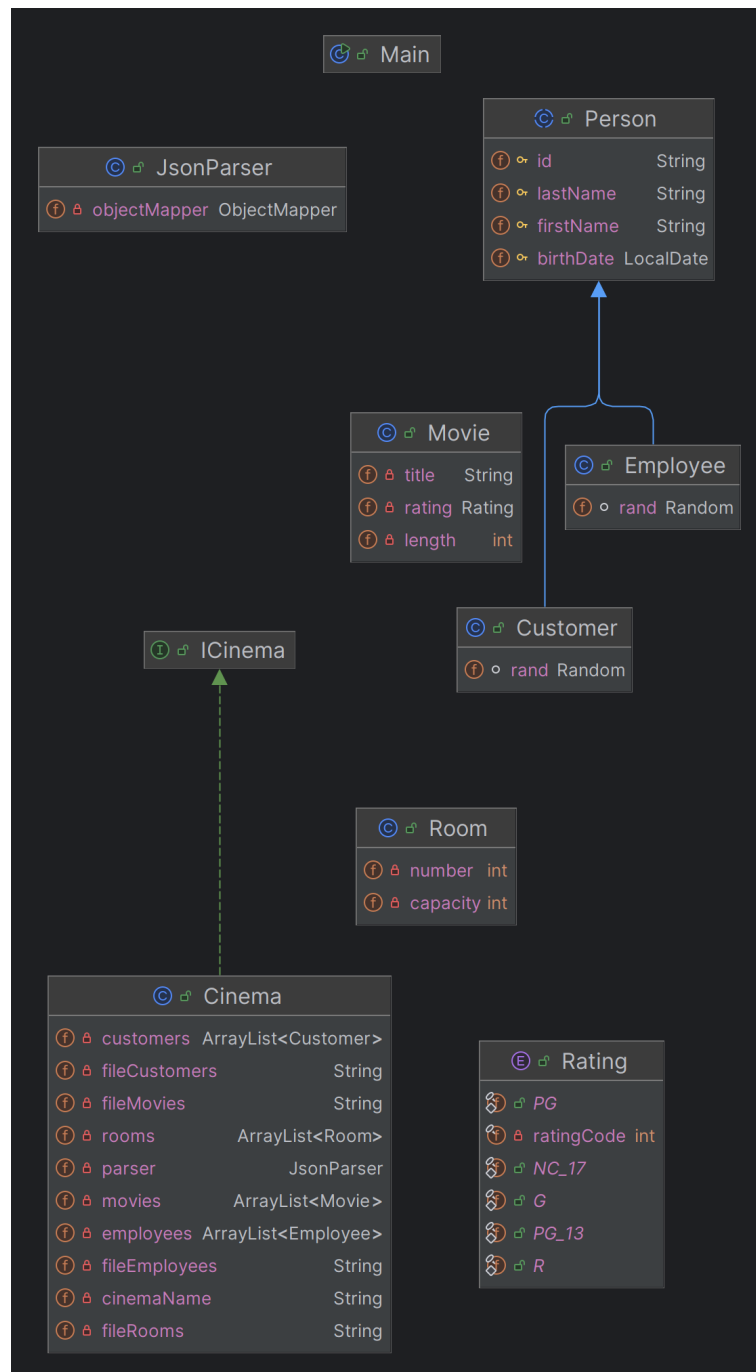 Main
Person
id String
lastName String
firstName String
birthDate LocalDate
JsonParser
objectMapper ObjectMapper
Movie
title String
rating Rating
length int
Employee
rand Random
Customer
rand Random
ICinema
Room
number int
capacity int
Cinema
customers ArrayList<Customer>
fileCustomers String
fileMovies String
rooms ArrayList<Room>
parser JsonParser
movies ArrayList<Movie>
employees ArrayList<Employee>
fileEmployees String
cinemaName String
fileRooms String
Rating
PG
ratingCode int
NC_17
G
PG_13
R